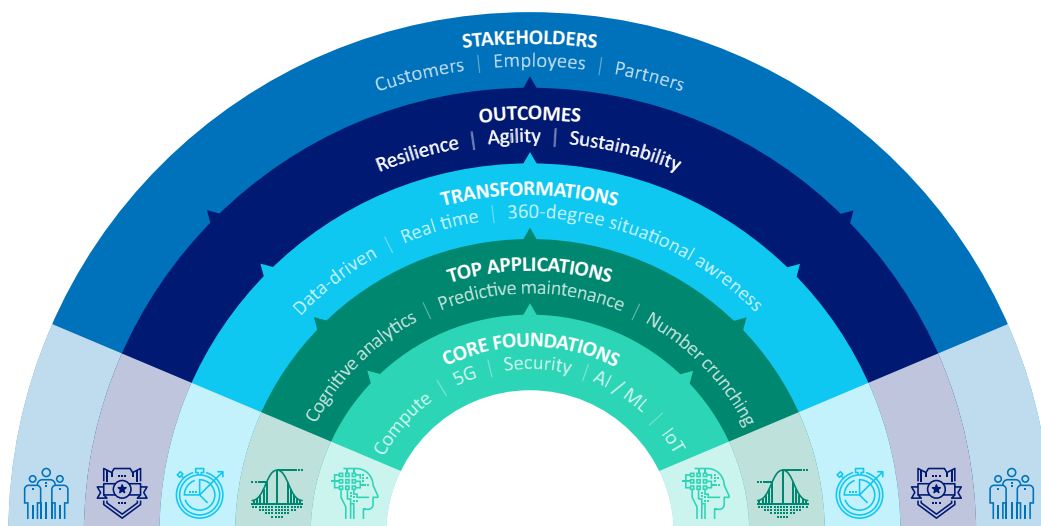 STAKEHOLDERS
Customers | Employees | Partners
OUTCOMES
Resilience | Agility | Sustainability
TRANSFORMATIONS
Data-driven | Real time | 360-degree situational awreness
TOP APPLICATIONS
Cognitive analytics | Predictive maintenance | Number crunching
CORE FOUNDATIONS
Compute | 5G | Security | AI / ML | IoT